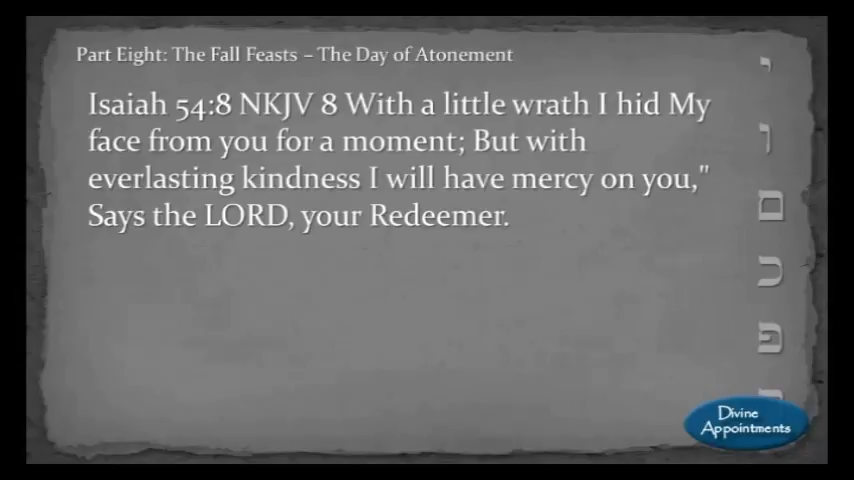 Part Eight: The Fall Feasts – The Day of Atonement
Isaiah 54:8 NKJV 8 With a little wrath I hid My
face from you for a moment; But with
everlasting kindness I will have mercy on you,"
Says the LORD, your Redeemer.
Divine
Appointments